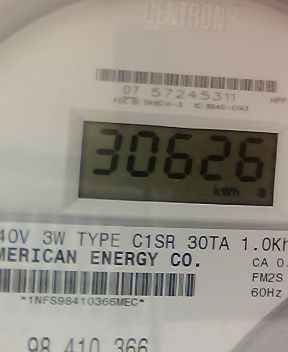 CENTRON®
07 57245311
30626
kWh
40V 3W TYPE C1SR 30TA 1.0Kh
MERICAN ENERGY CO.
CA 0.
FM2S
*1NFS98410366MEC*
60Hz
98 410 366